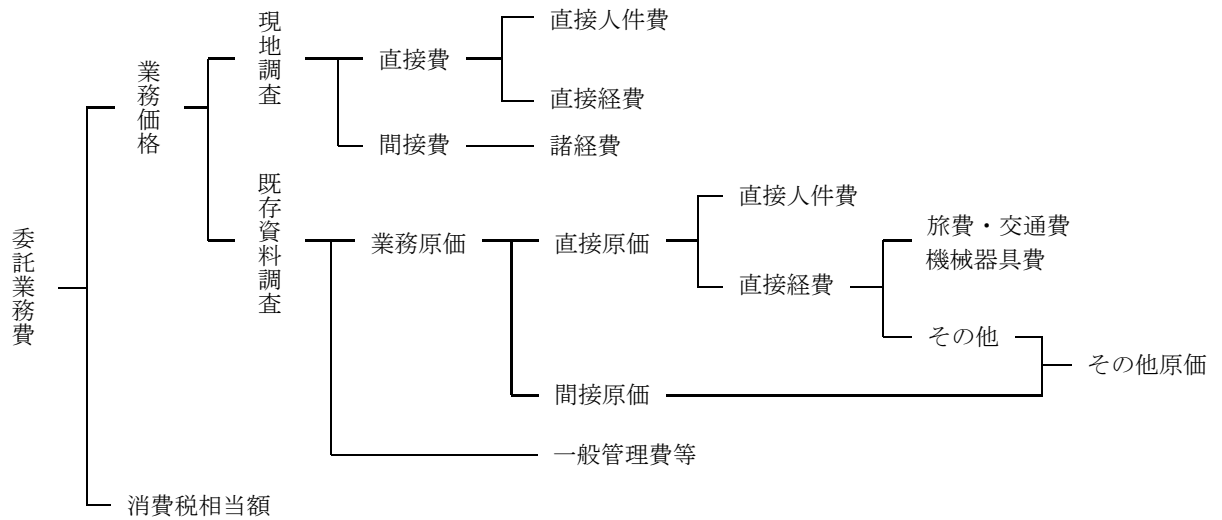 委託業務費
業務価格
現地調査
直接費
直接人件費
直接経費
間接費
諸経費
既存資料調査
業務原価
直接原価
直接人件費
直接経費
旅費・交通費
機械器具費
その他
その他原価
間接原価
一般管理費等
消費税相当額